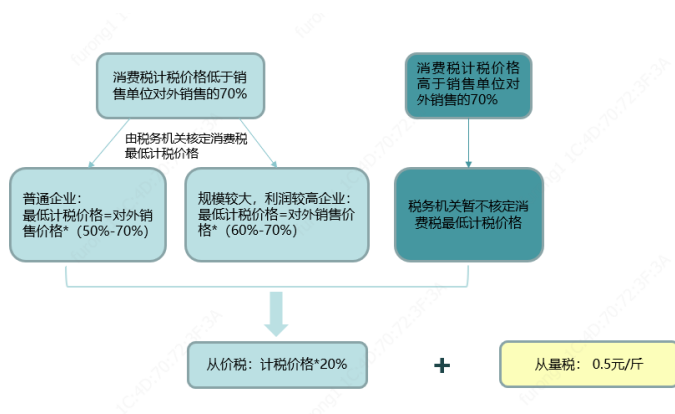 消费税计税价格低于销
售单位对外销售的70%
消费税计税价格
高于销售单位对
外销售的70%
由税务机关核定消费税
最低计税价格
普通企业：
最低计税价格=对外销
售价格*（50%-70%）
规模较大，利润较高企业：
最低计税价格=对外销售价
格*（60%-70%）
税务机关暂不核定消
费税最低计税价格
从价税：计税价格*20%
+
从量税： 0.5元/斤